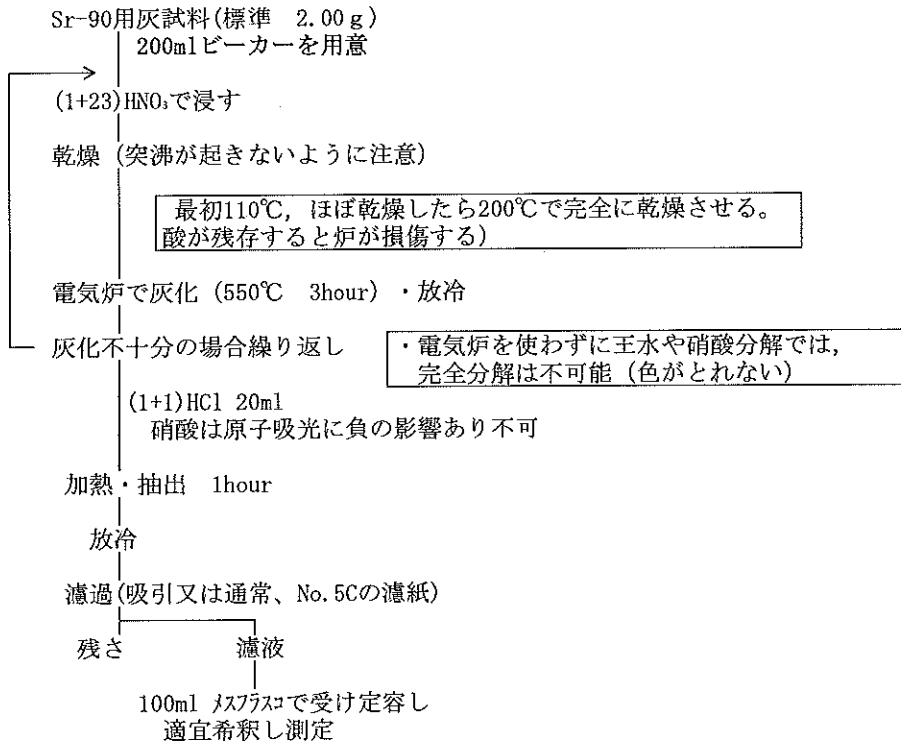 Sr-90用灰試料(標準　2.00ｇ)
200mlビーカーを用意
(1+23)HNO₃で浸す
乾燥（突沸が起きないように注意）
最初110℃，ほぼ乾燥したら200℃で完全に乾燥させる。
酸が残存すると炉が損傷する）
電気炉で灰化（550℃　3hour）・放冷
灰化不十分の場合繰り返し
・電気炉を使わずに王水や硝酸分解では，
完全分解は不可能（色がとれない）
(1+1)HCl 20ml
硝酸は原子吸光に負の影響あり不可
加熱・抽出　1hour
放冷
濾過(吸引又は通常、No.5Cの濾紙)
残さ　濾液
100ml ﾒｽﾌﾗｽｺで受け定容し
適宜希釈し測定